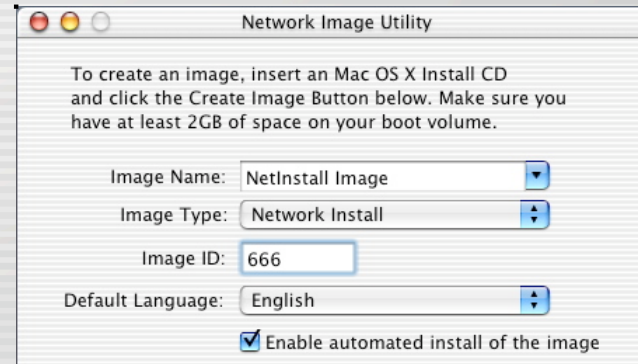 Network Image Utility
To create an image, insert an Mac OS X Install CD
and click the Create Image Button below. Make sure you
have at least 2GB of space on your boot volume.
Image Name: NetInstall Image
Image Type: Network Install
Image ID: 666
Default Language: English
Enable automated install of the image